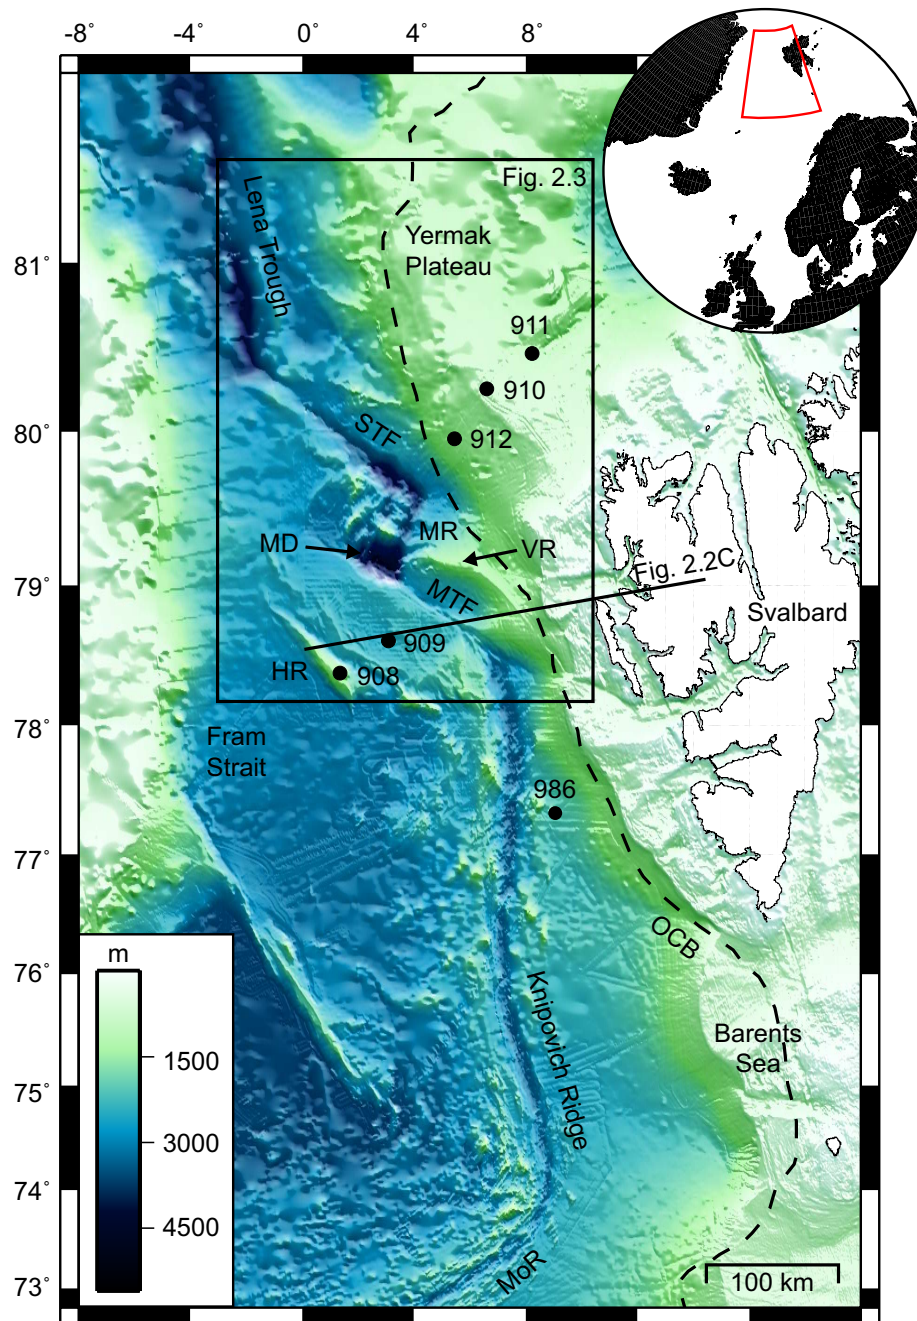 -8°
-4°
0°
4°
8°
Fig. 2.3
Lena Trough
Yermak
Plateau
81°
911
910
STF
912
80°
MR
MD
VR
Fig. 2.2C
79°
MTF
Svalbard
909
HR
908
78°
Fram
Strait
986
77°
OCB
m
76°
Knipovich Ridge
Barents
Sea
1500
75°
3000
74°
4500
MoR
100 km
73°